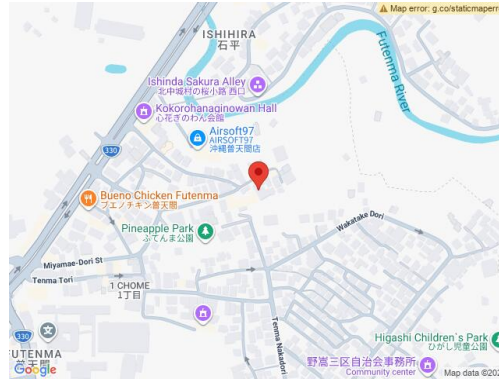 Map error: g.co/staticmaperr
ISHIHIRA
石平
Futenma River
Ishinda Sakura Alley
北中城村の桜小路 西口
Kokorohanaginowan Hall
心花ぎのわん会館
Airsoft97
AIRSOFT97
沖縄普天間店
330
Bueno Chicken Futenma
ブエノチキン普天間
Pineapple Park
ふてんま公園
Wakatake Dori
Miyamae-Dori St
Tenma Tori
1 CHOME
1丁目
Tenma Nakadori
330
FUTENMA
普天間
Higashi Children's Park
ひがし児童公園
野嵩三区自治会事務所
Community center
Google
Map data ©202